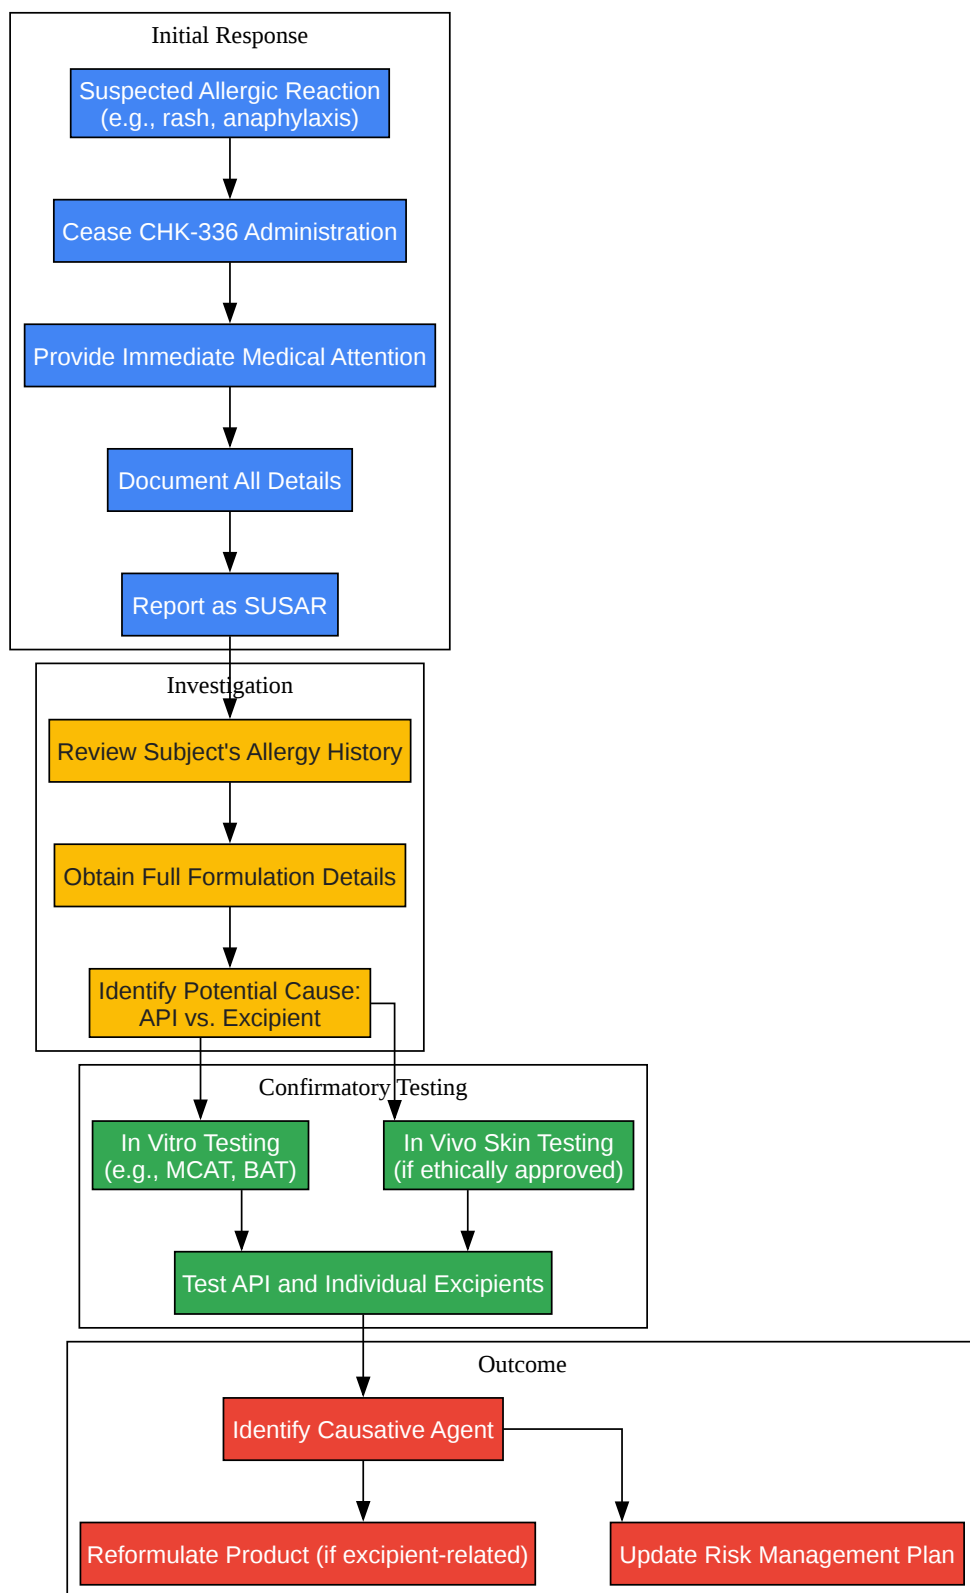 Initial Response
Suspected Allergic Reaction
(e.g., rash, anaphylaxis)
Cease CHK-336 Administration
Provide Immediate Medical Attention
Document All Details
Report as SUSAR
Investigation
Review Subject's Allergy History
Obtain Full Formulation Details
Identify Potential Cause:
API vs. Excipient
Confirmatory Testing
In Vitro Testing
(e.g., MCAT, BAT)
In Vivo Skin Testing
(if ethically approved)
Test API and Individual Excipients
Outcome
Identify Causative Agent
Reformulate Product (if excipient-related)
Update Risk Management Plan